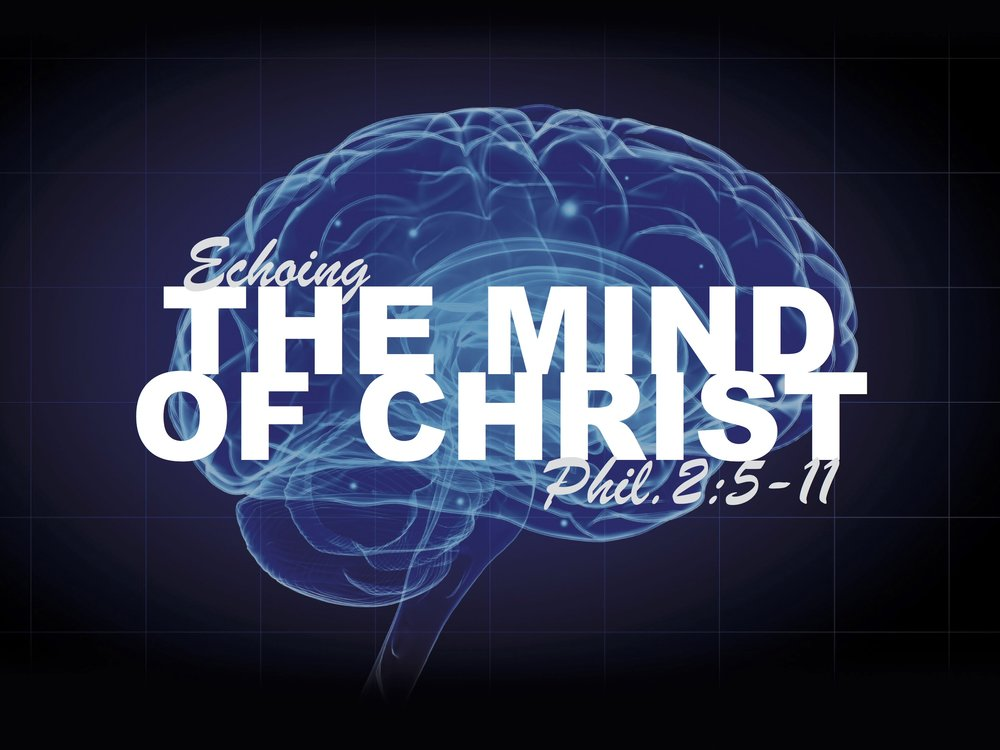 Echoing
THE MIND
OF CHRIST
Phil. 2:5-11